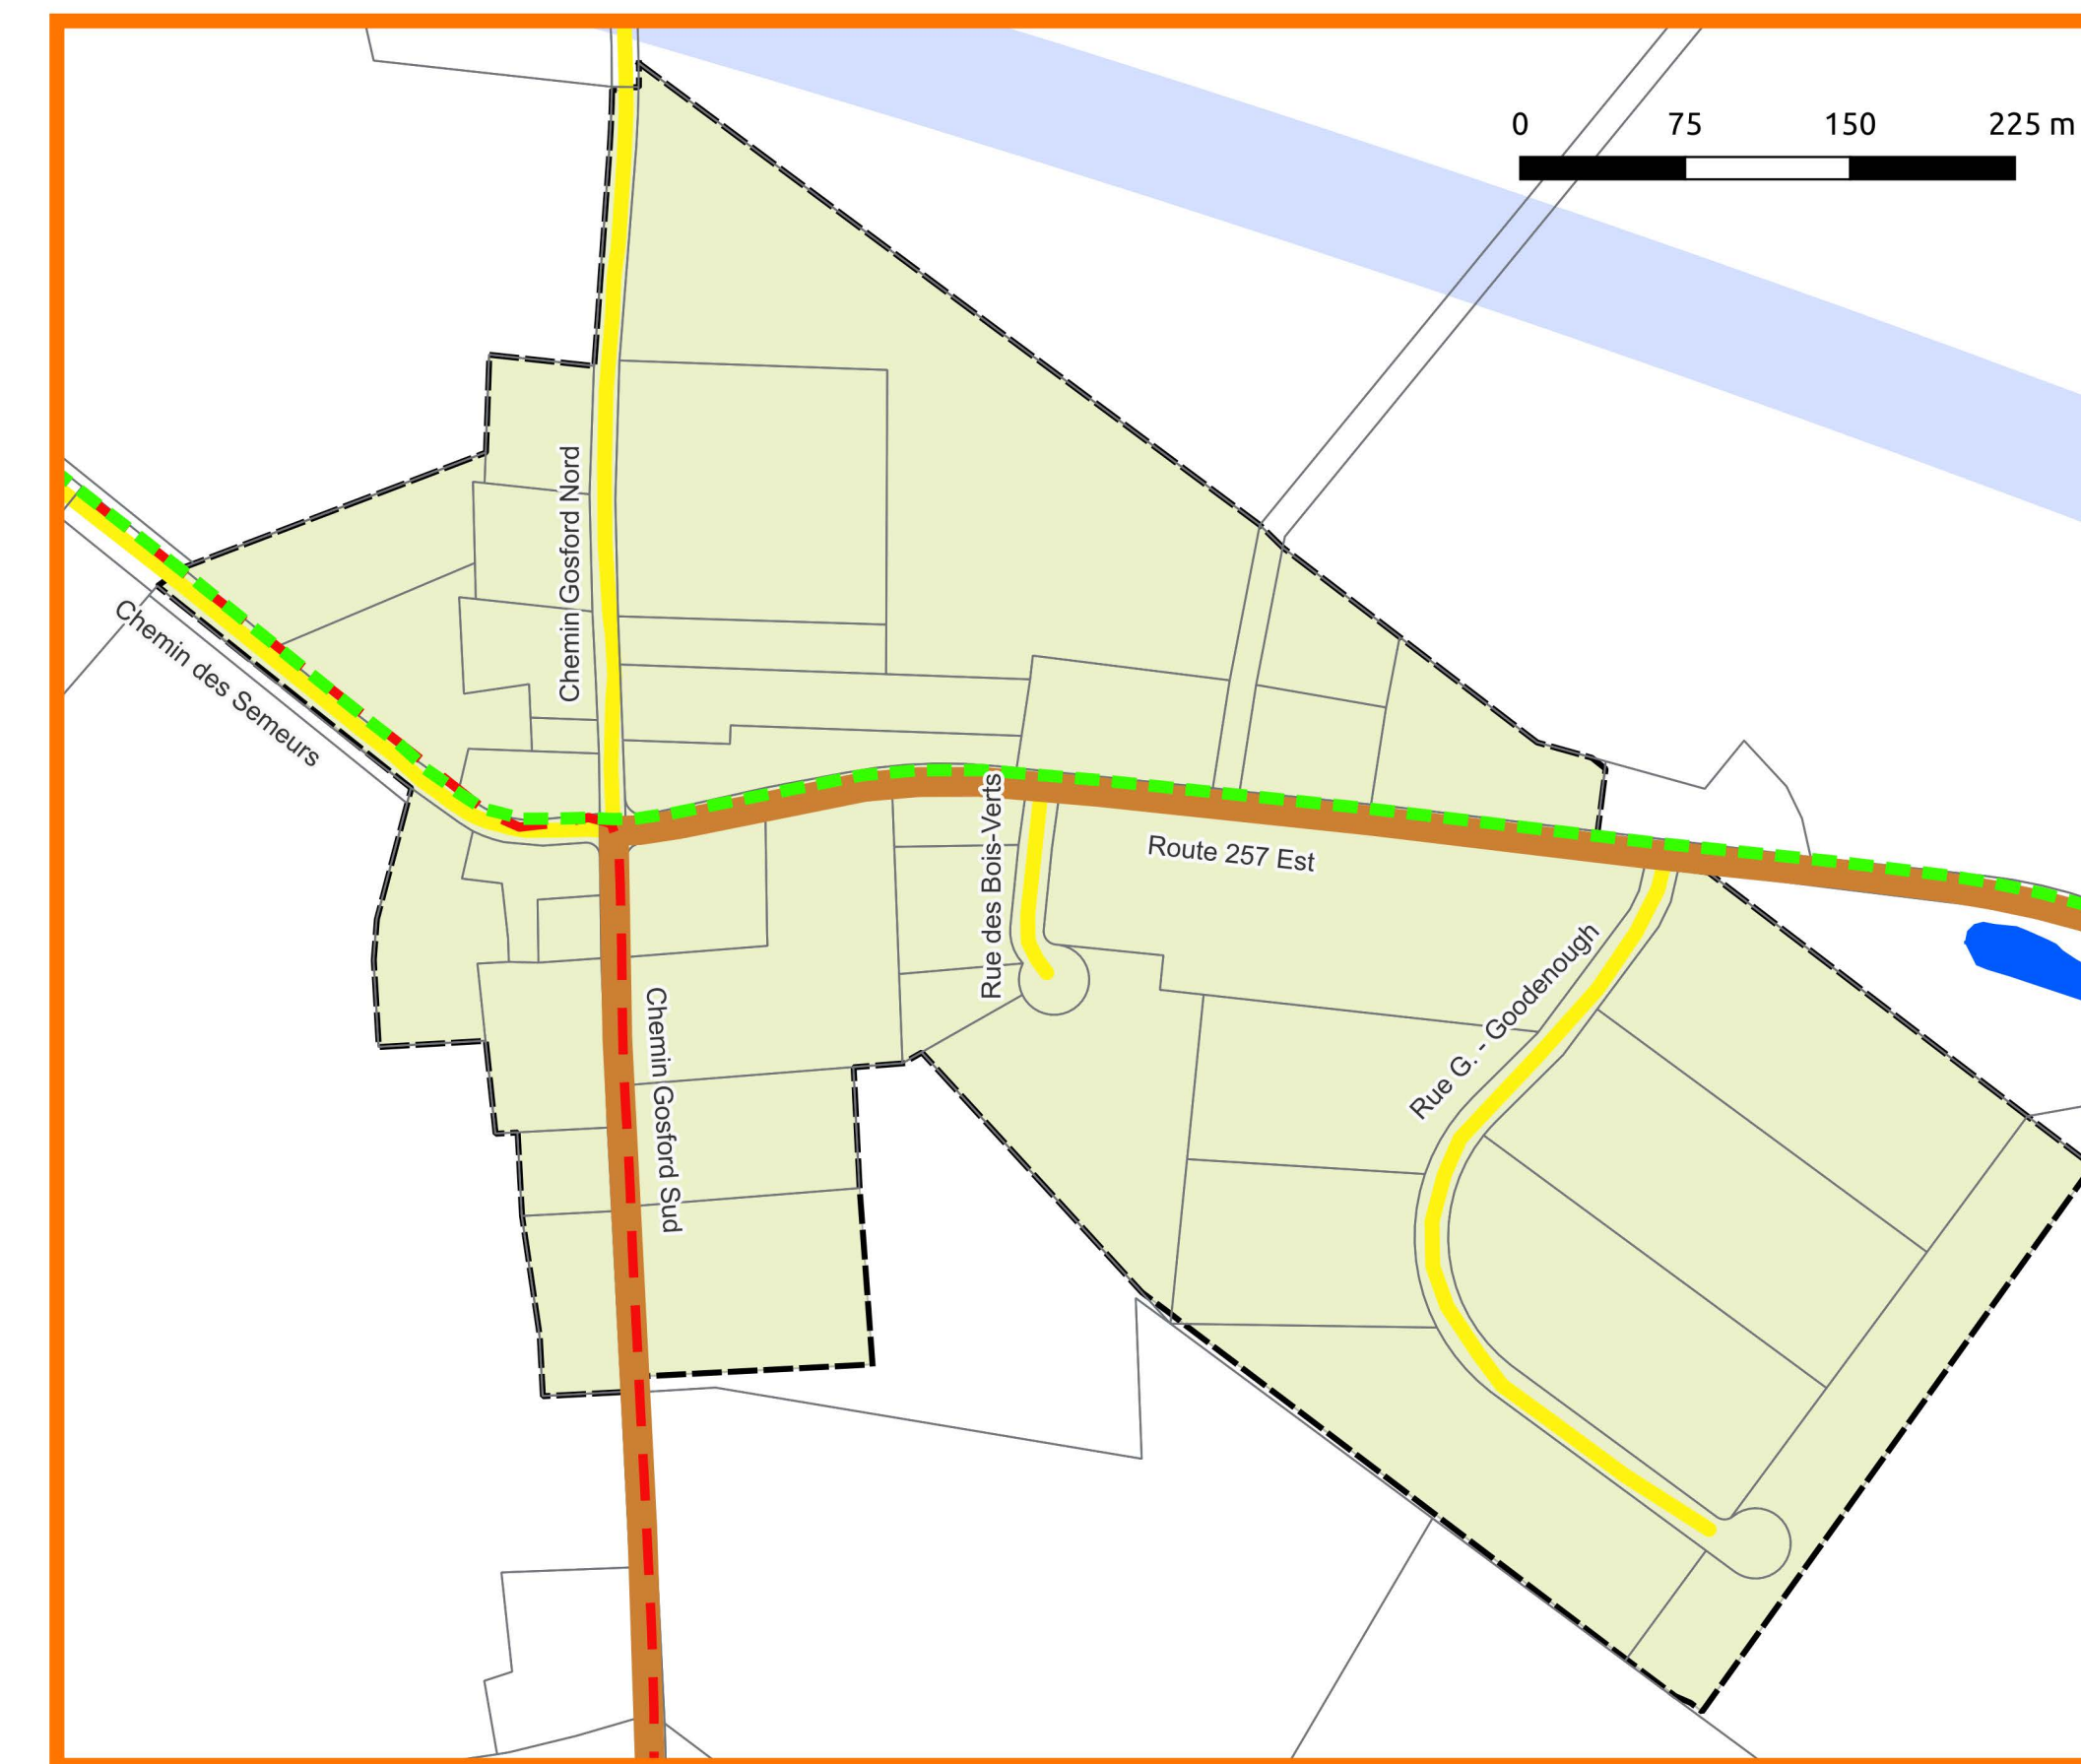 0 75 150 225 m
Chemin Gosford Nord
Chemin des Semeurs
Rue des Bois-Verts
Route 257 Est
Rue G. - Goodenough
Chemin Gosford Sud